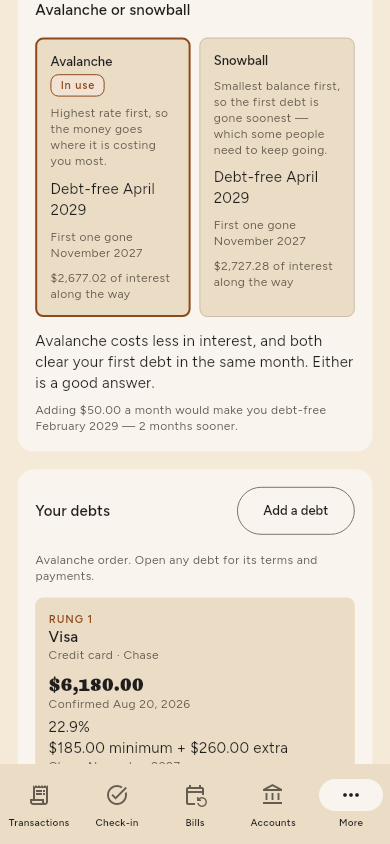 Avalanche or snowball
Avalanche
In use
Highest rate first, so
the money goes
where it is costing
you most.
Debt-free April
2029
First one gone
November 2027
$2,677.02 of interest
along the way
Snowball
Smallest balance first,
so the first debt is
gone soonest —
which some people
need to keep going.
Debt-free April
2029
First one gone
November 2027
$2,727.28 of interest
along the way
Avalanche costs less in interest, and both
clear your first debt in the same month. Either
is a good answer.
Adding $50.00 a month would make you debt-free
February 2029 — 2 months sooner.
Your debts
Add a debt
Avalanche order. Open any debt for its terms and
payments.
RUNG 1
Visa
Credit card · Chase
$6,180.00
Confirmed Aug 20, 2026
22.9%
$185.00 minimum + $260.00 extra
Transactions
Check-in
Bills
Accounts
More